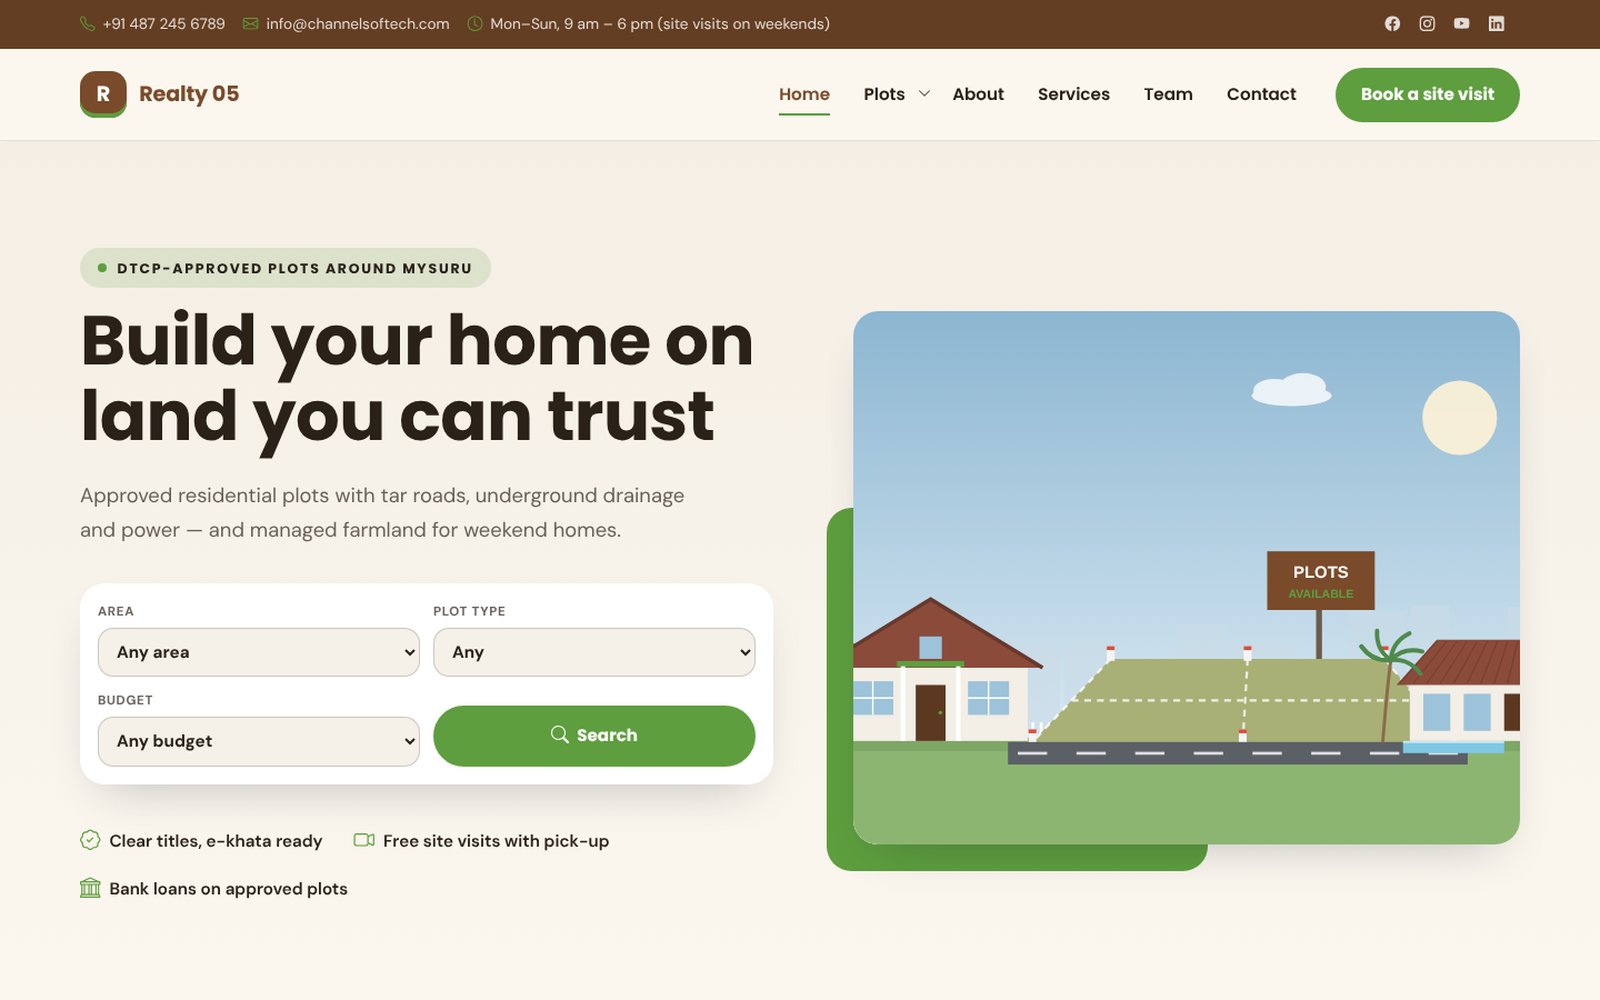 +91 487 245 6789 info@channelsoftech.com Mon–Sun, 9 am – 6 pm (site visits on weekends)
R Realty 05 Home Plots About Services Team Contact Book a site visit
DTCP-APPROVED PLOTS AROUND MYSURU
Build your home on
land you can trust
Approved residential plots with tar roads, underground drainage
and power — and managed farmland for weekend homes.
AREA PLOT TYPE
Any area Any
BUDGET
Any budget Search
Clear titles, e-khata ready Free site visits with pick-up
Bank loans on approved plots
PLOTS
AVAILABLE